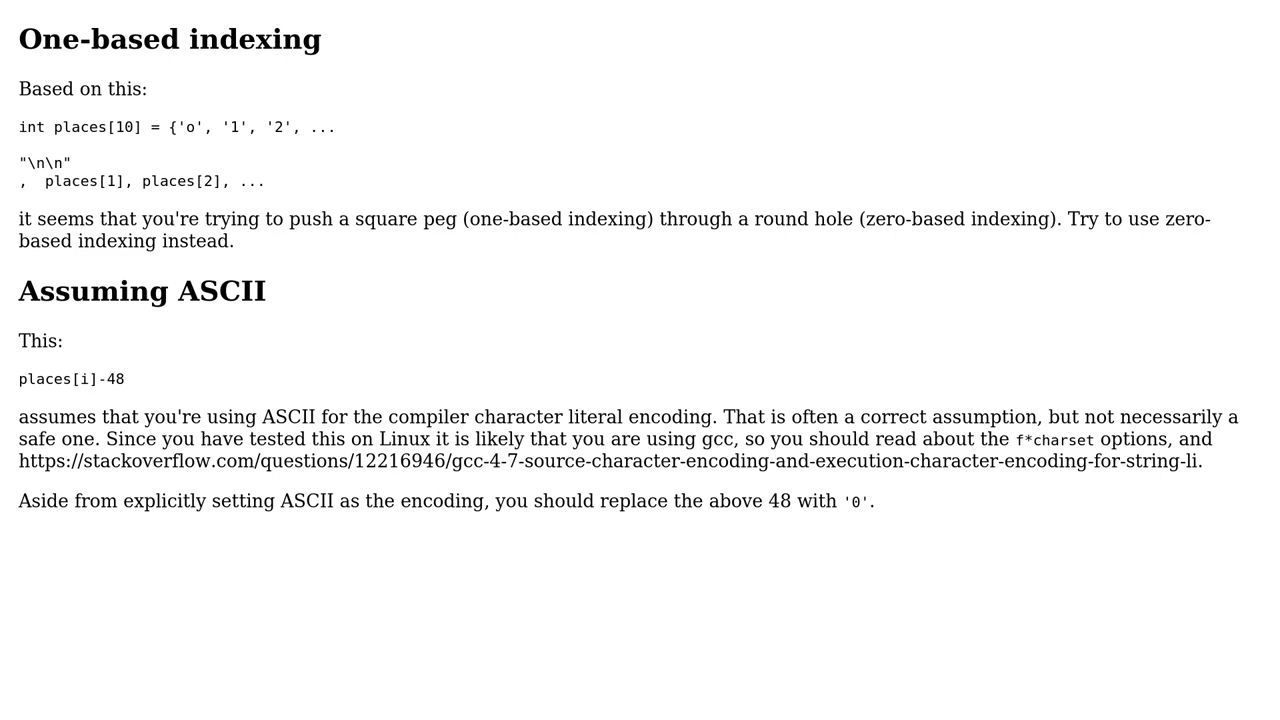 One-based indexing
Based on this:
int places[10] = {'o', '1', '2', ...
"\n\n"
,  places[1], places[2], ...
it seems that you're trying to push a square peg (one-based indexing) through a round hole (zero-based indexing). Try to use zero-
based indexing instead.
Assuming ASCII
This:
places[i]-48
assumes that you're using ASCII for the compiler character literal encoding. That is often a correct assumption, but not necessarily a
safe one. Since you have tested this on Linux it is likely that you are using gcc, so you should read about the f*charset options, and
https://stackoverflow.com/questions/12216946/gcc-4-7-source-character-encoding-and-execution-character-encoding-for-string-li.
Aside from explicitly setting ASCII as the encoding, you should replace the above 48 with '0'.